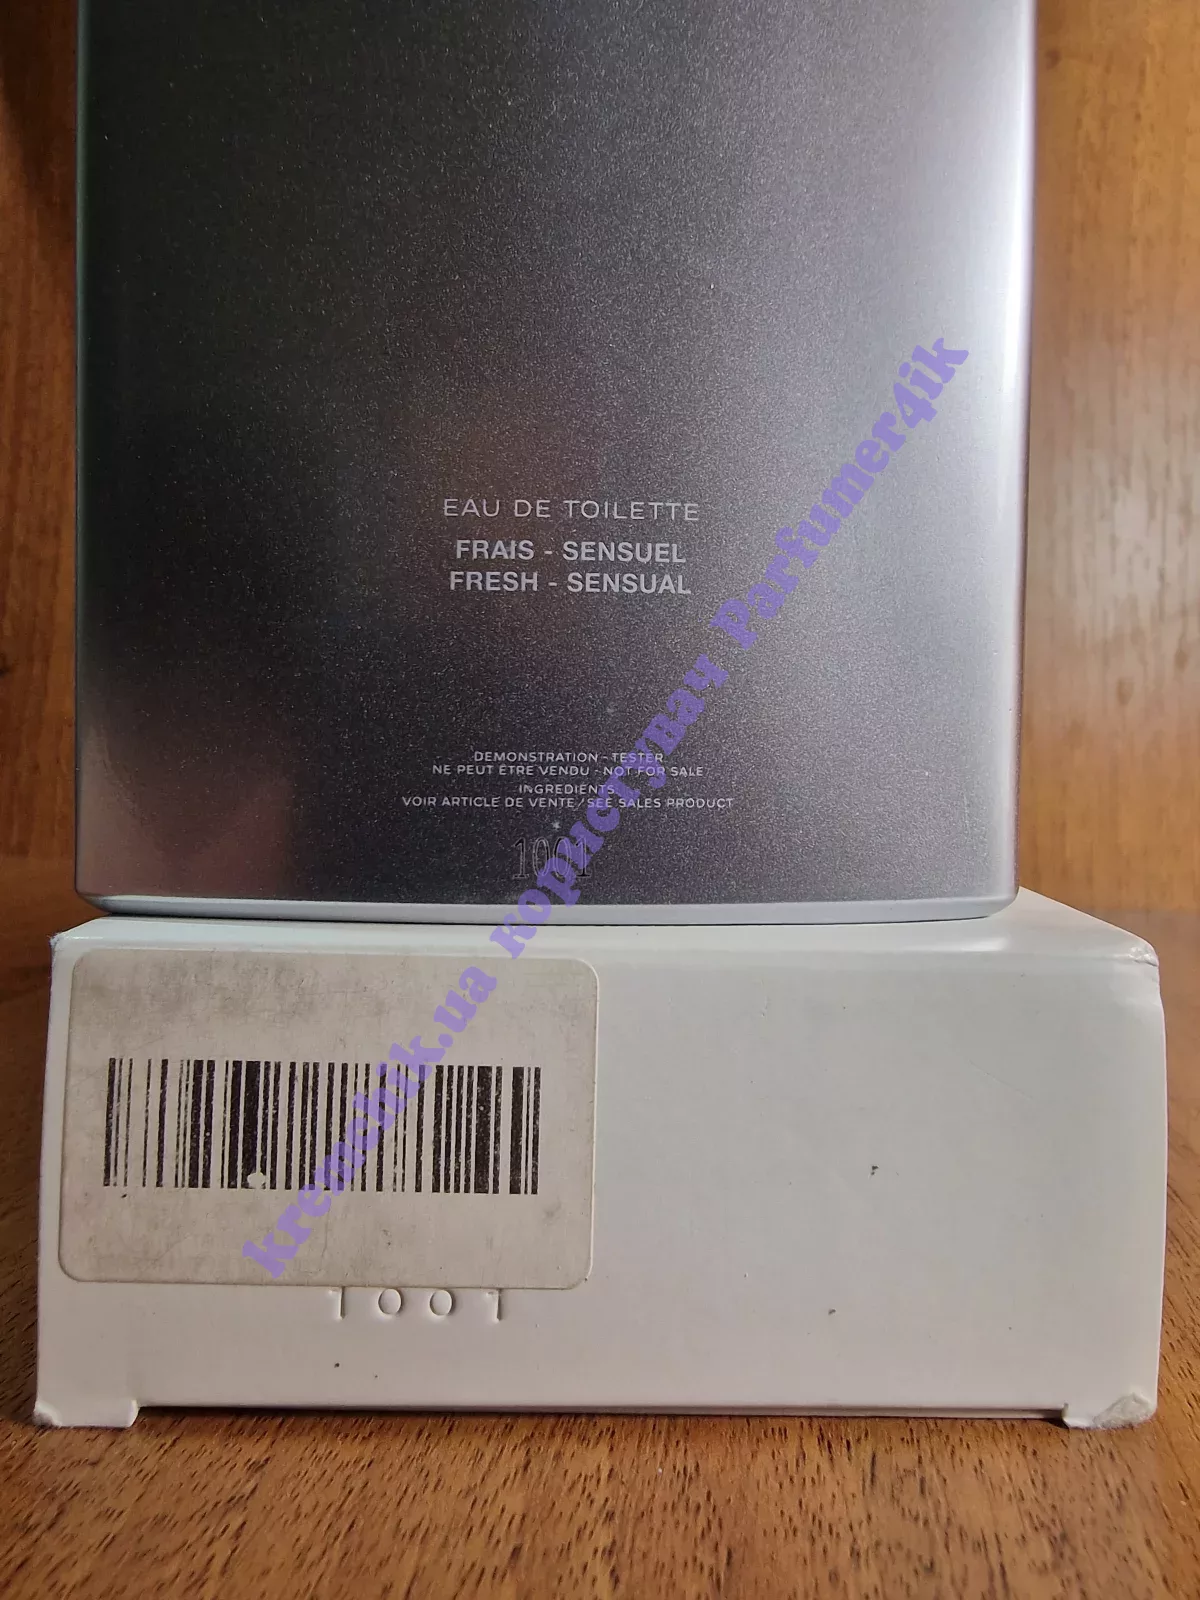 EAU DE TOILETTE
FRAIS - SENSUEL
FRESH - SENSUAL
DEMONSTRATION - TESTER
NE PEUT ÊTRE VENDU - NOT FOR SALE
INGREDIENTS
VOIR ARTICLE DE VENTE / SEE SALES PRODUCT
1001
1001
kremchik.ua користувач Parfumer4ik